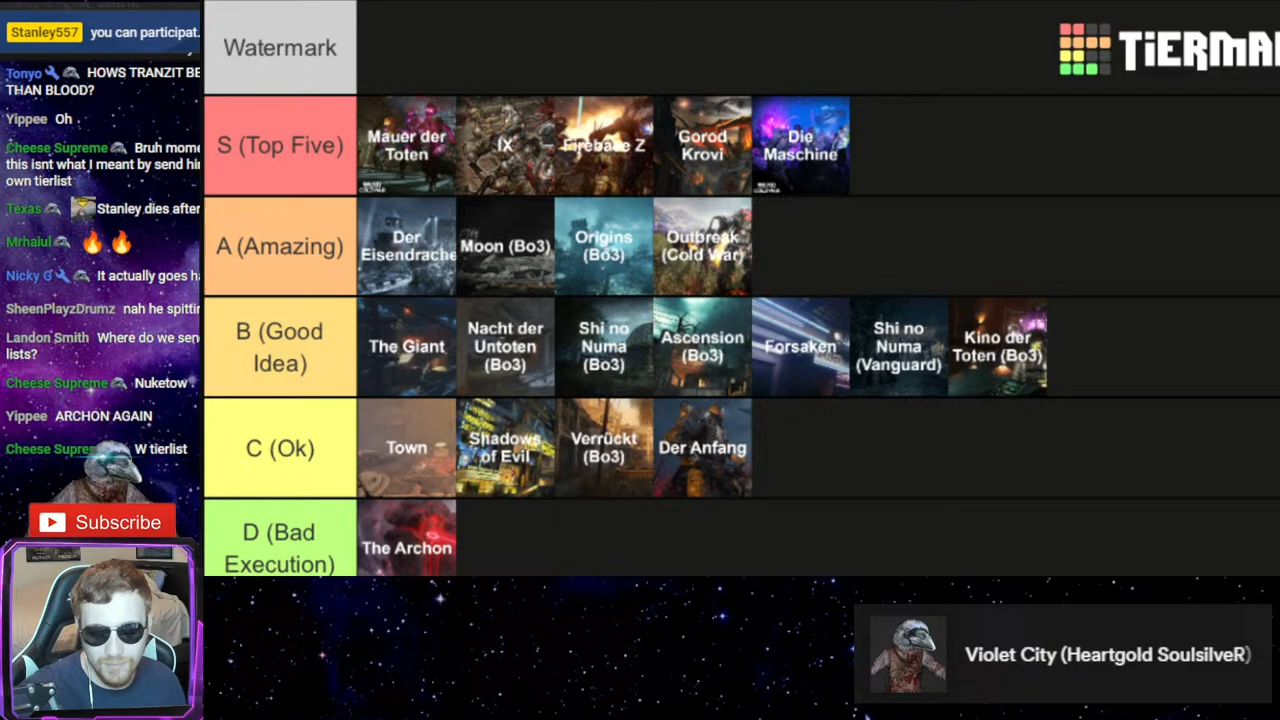 Stanley557 you can participat.
Tonyo HOWS TRANZIT BE
THAN BLOOD?
Yippee Oh
Cheese Supreme Bruh mome
this isnt what I meant by send hi
own tierlist
Texas Stanley dies after
Mrhaiul
Nicky G It actually goes ha
SheenPlayzDrumz nah he spittir
Landon Smith Where do we sen
lists?
Cheese Supreme Nuketow
Yippee ARCHON AGAIN
Cheese Suprem W tierlist
Subscribe
Watermark
TiERMA
S (Top Five)
Mauer der
Toten
IX
Firebase Z
Gorod
Krovi
Die
Maschine
A (Amazing)
Der
Eisendrache
Moon (Bo3)
Origins
(Bo3)
Outbreak
(Cold War)
B (Good
Idea)
The Giant
Nacht der
Untoten
(Bo3)
Shi no
Numa
(Bo3)
Ascension
(Bo3)
Forsaken
Shi no
Numa
(Vanguard)
Kino der
Toten (Bo3)
C (Ok)
Town
Shadows
of Evil
Verrückt
(Bo3)
Der Anfang
D (Bad
Execution)
The Archon
Violet City (Heartgold SoulsilveR)